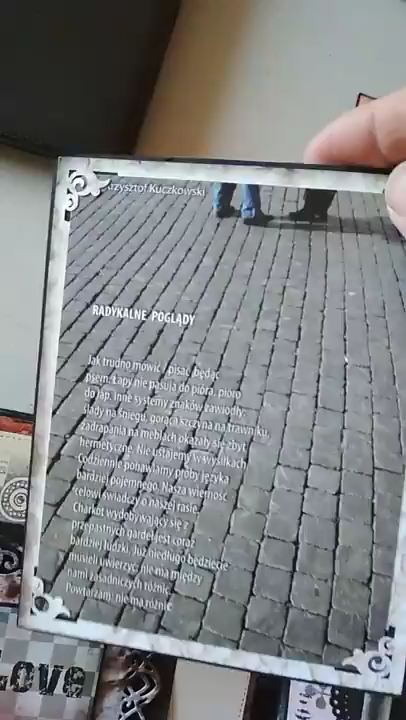 rzysztof Kuczkowski
RADYKALNE POGLĄDY
Jak trudno mówić i pisać będąc
psem. Łapy nie pasują do pióra, pióro
do łap. Inne systemy znaków zawiodły:
ślady na śniegu, gorąca szczyna na trawniku,
zadrapania na meblach okazały się zbyt
hermetyczne. Nie ustajemy w wysiłkach.
Codziennie ponawiamy próby języka
bardziej pojemnego. Nasza wierność
celowi świadczy o naszej rasie.
Charkot wydobywający się z
przepastnych gardeł jest coraz
bardziej ludzki. Już niedługo będziecie
musieli uwierzyć: nie ma między
nami zasadniczych różnic.
Powtarzam: nie ma różnic
Love